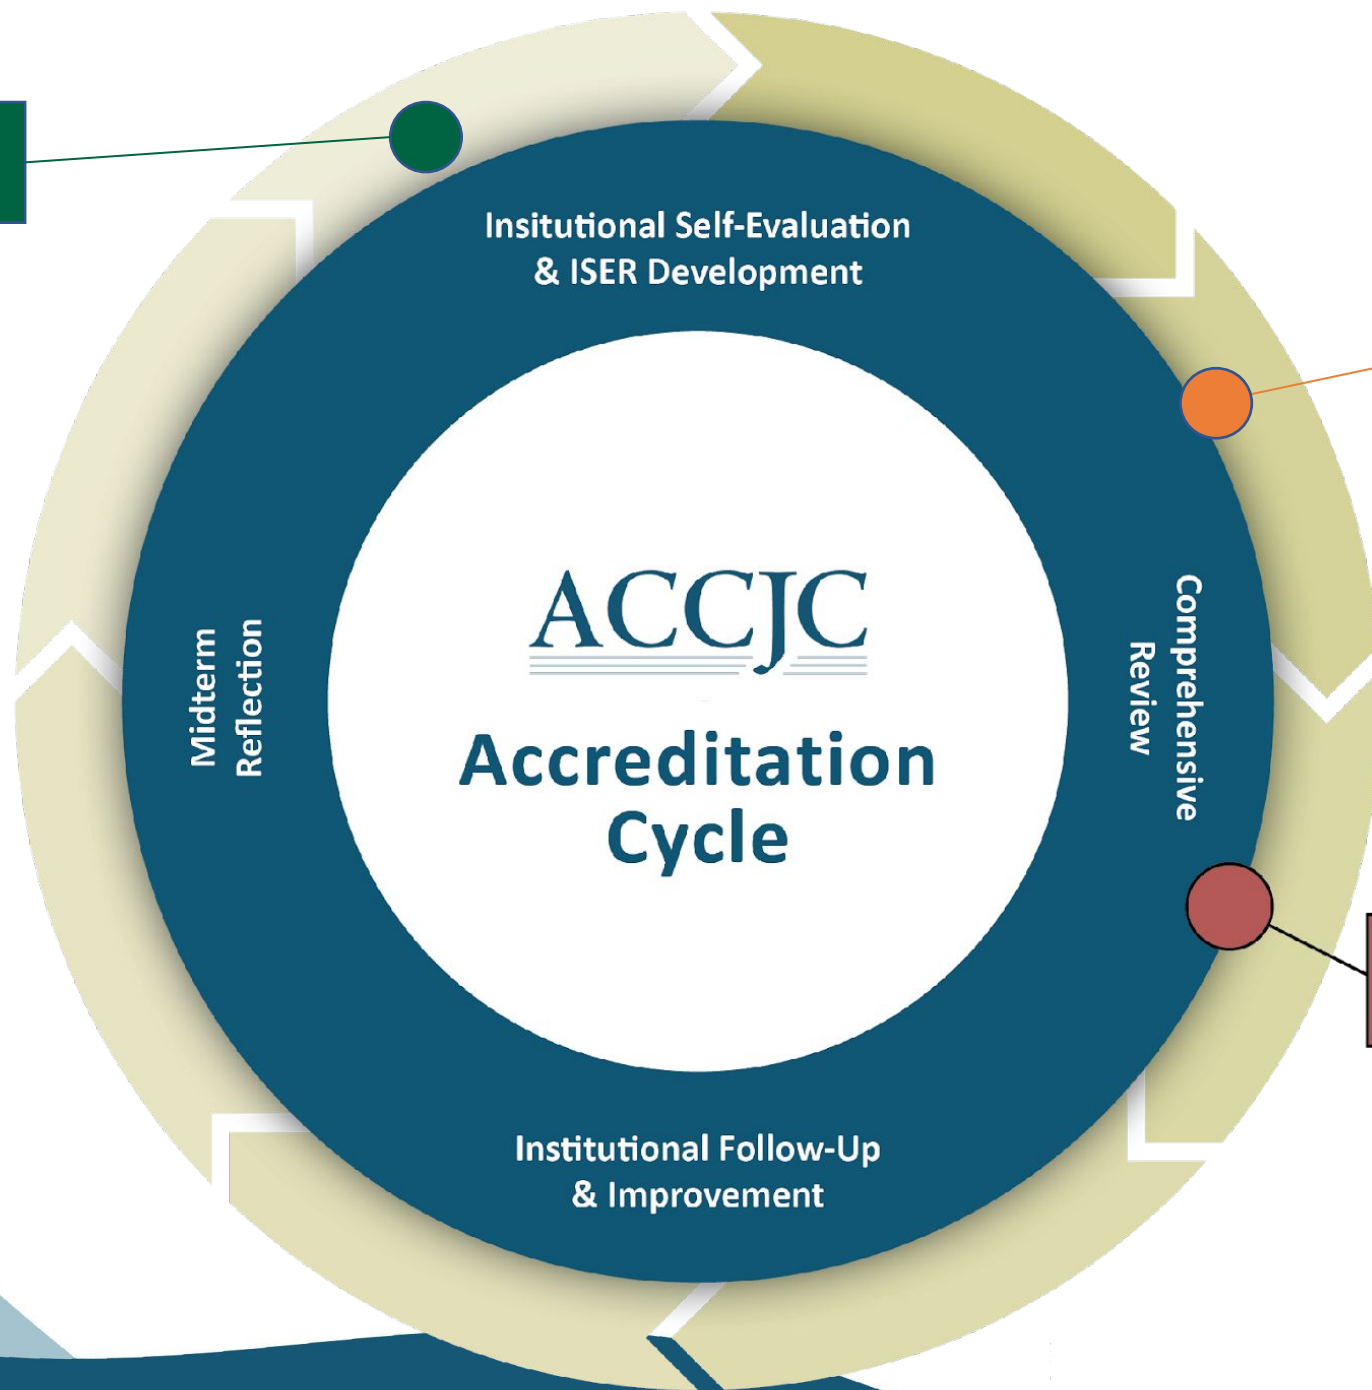 Insitutional Self-Evaluation
& ISER Development
Comprehensive
Review
ACCJC
Accreditation
Cycle
Midterm
Reflection
Institutional Follow-Up
& Improvement